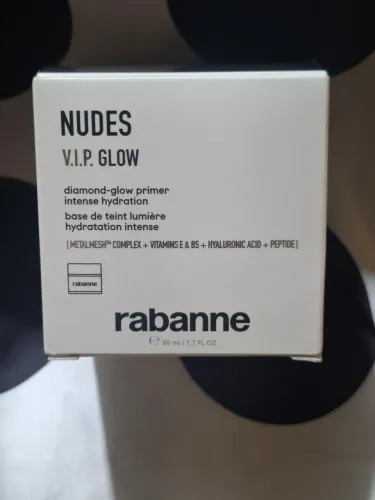 NUDES
V.I.P. GLOW
diamond-glow primer
intense hydration
base de teint lumière
hydratation intense
[METALMESH™ COMPLEX + VITAMINS E & B5 + HYALURONIC ACID + PEPTIDE]
rabanne
rabanne
℮ 50 ml / 1.7 FL OZ